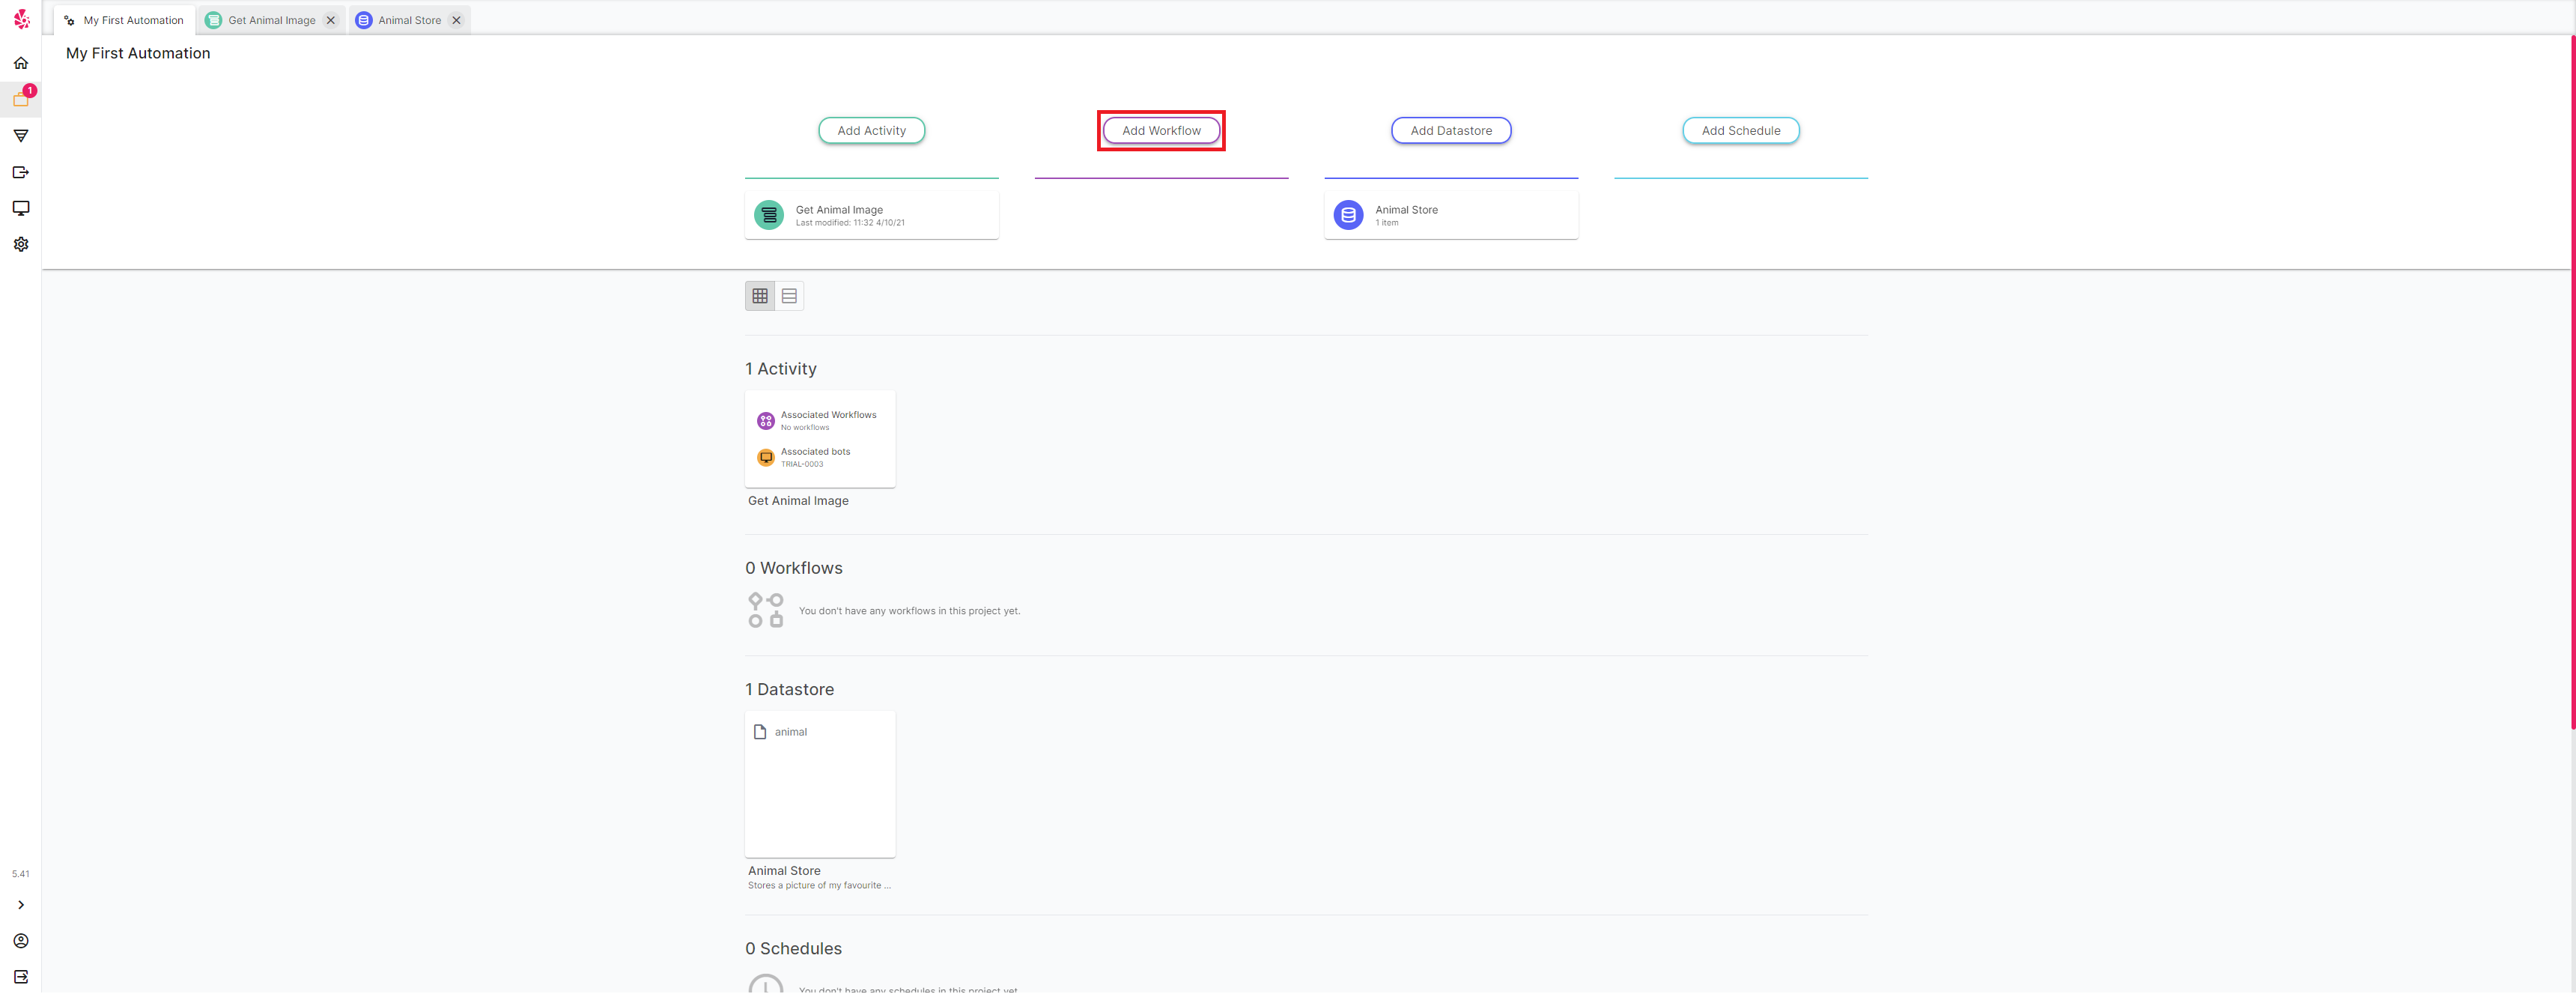 My First Automation
Get Animal Image
Animal Store
My First Automation
1
Add Activity
Add Workflow
Add Datastore
Add Schedule
Get Animal Image
Last modified: 11:32 4/10/21
Animal Store
1 item
1 Activity
Associated Workflows
No workflows
Associated bots
TRIAL-0003
Get Animal Image
0 Workflows
You don't have any workflows in this project yet.
1 Datastore
animal
Animal Store
Stores a picture of my favourite ...
0 Schedules
You don't have any schedules in this project yet
5.41